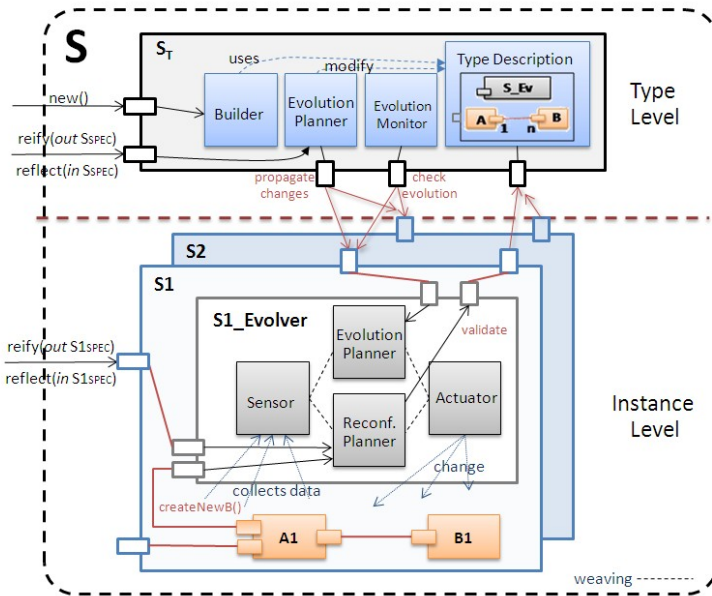 S
S_T
uses
Type Description
modify
S_Ev
new()
Builder
Evolution
Planner
Evolution
Monitor
A
B
1
n
Type
Level
reify(out SSPEC)
reflect(in SSPEC)
propagate
changes
check
evolution
S2
S1
S1_Evolver
Evolution
Planner
validate
reify(out S1SPEC)
reflect(in S1SPEC)
Sensor
Reconf.
Planner
Actuator
Instance
Level
change
collects data
createNewB()
A1
B1
weaving